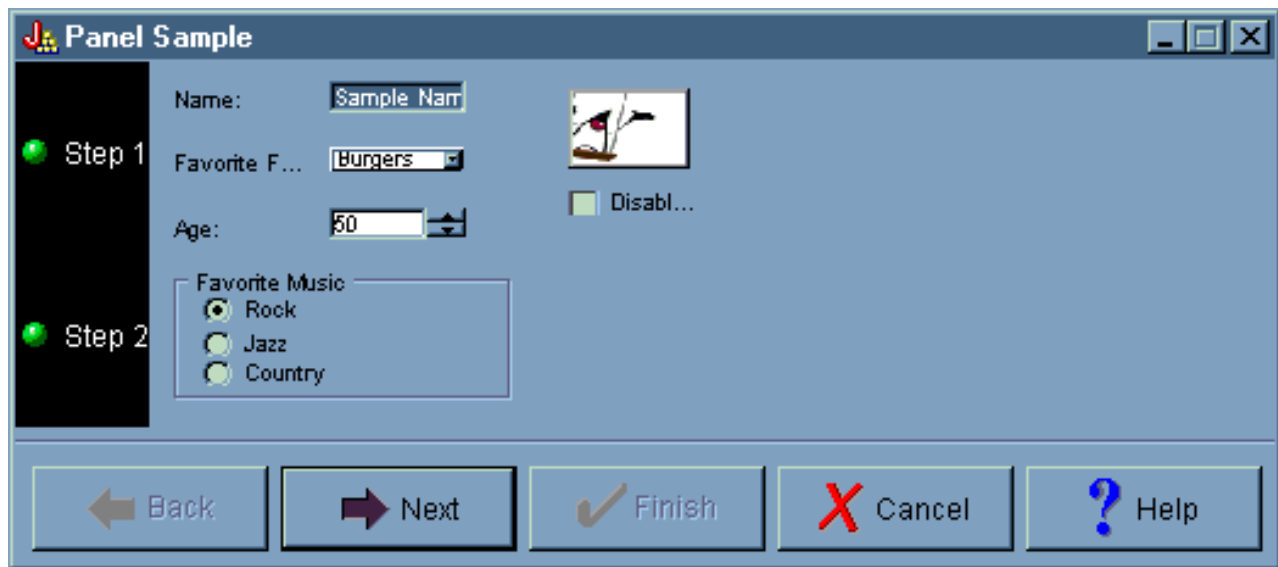 Panel Sample
Step 1
Step 2
Name:
Sample Nam
Favorite F...
Burgers
Age:
50
Disabl...
Favorite Music
Rock
Jazz
Country
Back
Next
Finish
Cancel
Help